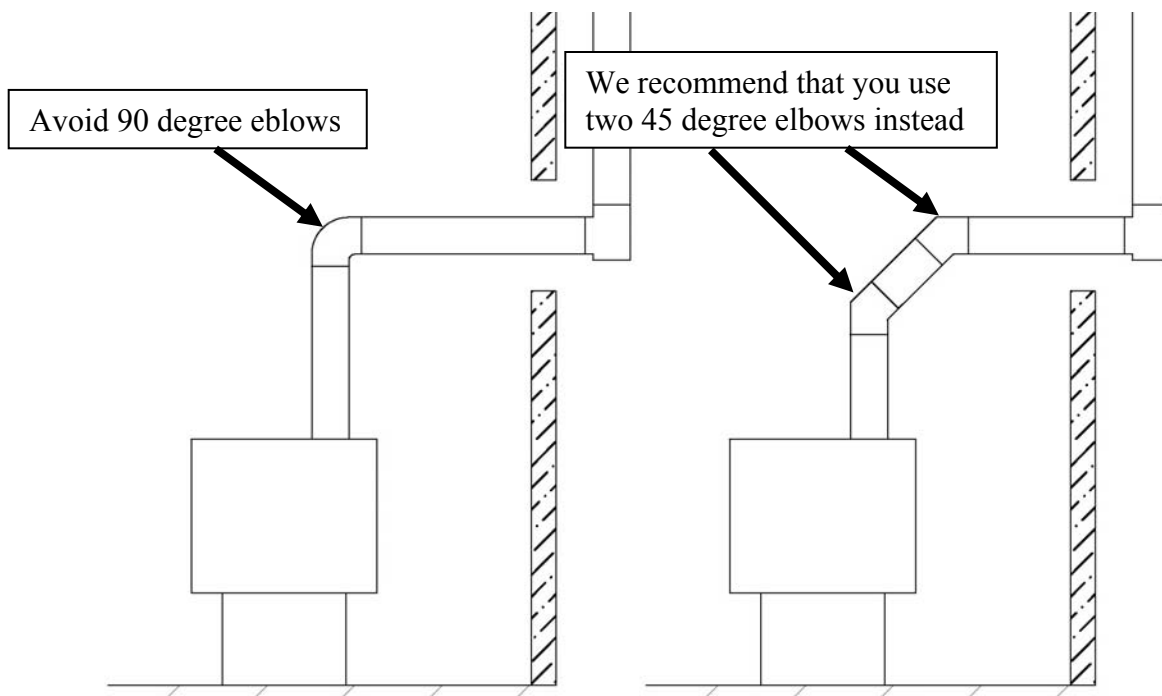 Avoid 90 degree eblows
We recommend that you use
two 45 degree elbows instead